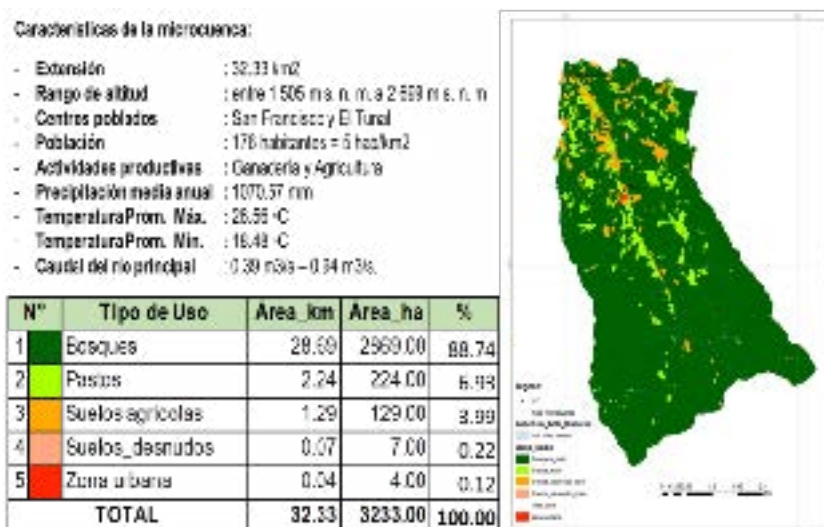 Características de la microcuenca:
- Extensión : 32.33 km2
- Rango de altitud : entre 1 505 m s. n. m. a 2 599 m s. n. m
- Centros poblados : San Francisco y El Tunal
- Población : 176 habitantes = 5 hab/km2
- Actividades productivas : Ganadería y Agricultura
- Precipitación media anual : 1070.57 mm
- Temperatura Prom. Máx. : 26.56 °C
Temperatura Prom. Min. : 16.48 °C
- Caudal del río principal : 0.39 m3/s – 0.94 m3/s.
N° Tipo de Uso Area_km Area_ha %
1 Bosques 28.69 2869.00 88.74
2 Pastos 2.24 224.00 6.93
3 Suelos agrícolas 1.29 129.00 3.99
4 Suelos_desnudos 0.07 7.00 0.22
5 Zona urbana 0.04 4.00 0.12
TOTAL 32.33 3233.00 100.00